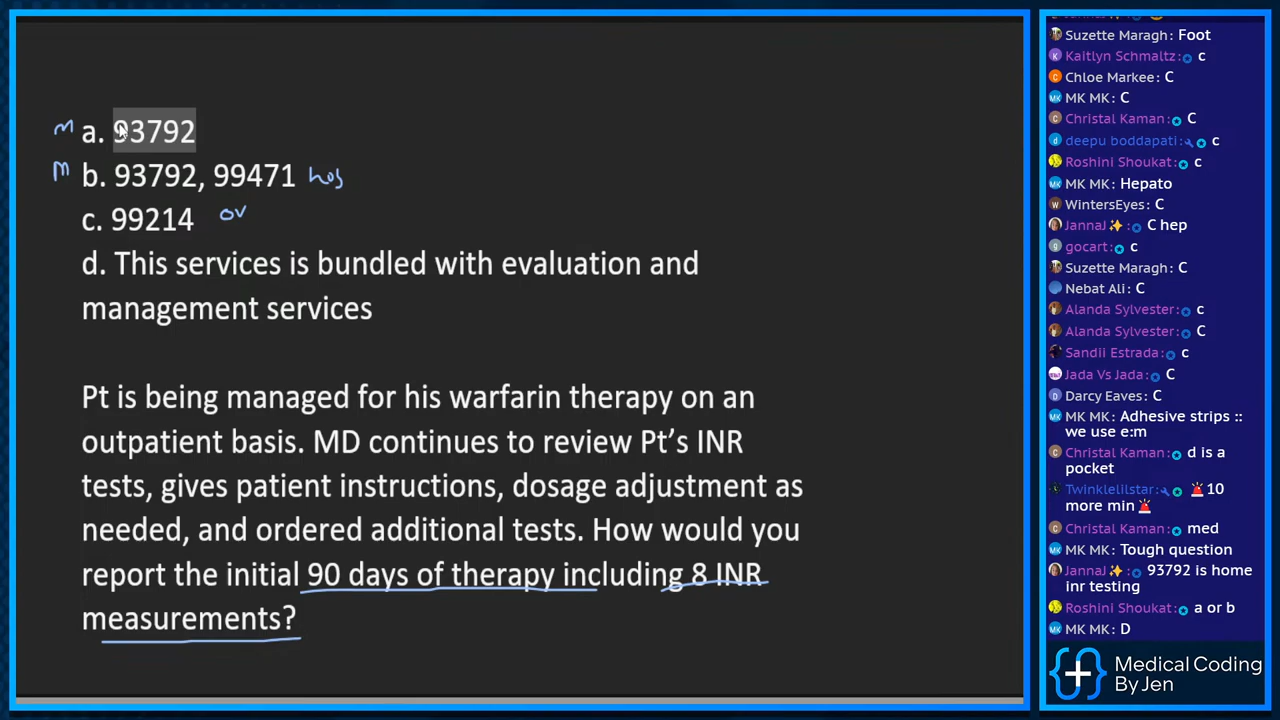 m a. 93792
m b. 93792, 99471 hos
c. 99214 ov
d. This services is bundled with evaluation and
management services
Pt is being managed for his warfarin therapy on an
outpatient basis. MD continues to review Pt’s INR
tests, gives patient instructions, dosage adjustment as
needed, and ordered additional tests. How would you
report the initial 90 days of therapy including 8 INR
measurements?
Suzette Maragh: Foot
Kaitlyn Schmaltz: c
Chloe Markee: C
MK MK: C
Christal Kaman: C
deepu boddapati: c
Roshini Shoukat: c
MK MK: Hepato
WintersEyes: C
JannaJ✨: C hep
gocart: c
Suzette Maragh: C
Nebat Ali: C
Alanda Sylvester: c
Alanda Sylvester: C
Sandii Estrada: c
Jada Vs Jada: C
Darcy Eaves: C
MK MK: Adhesive strips ::
we use e:m
Christal Kaman: d is a
pocket
Twinklelilstar: 🚨10
more min🚨
Christal Kaman: med
MK MK: Tough question
JannaJ✨: 93792 is home
inr testing
Roshini Shoukat: a or b
MK MK: D
Medical Coding
By Jen